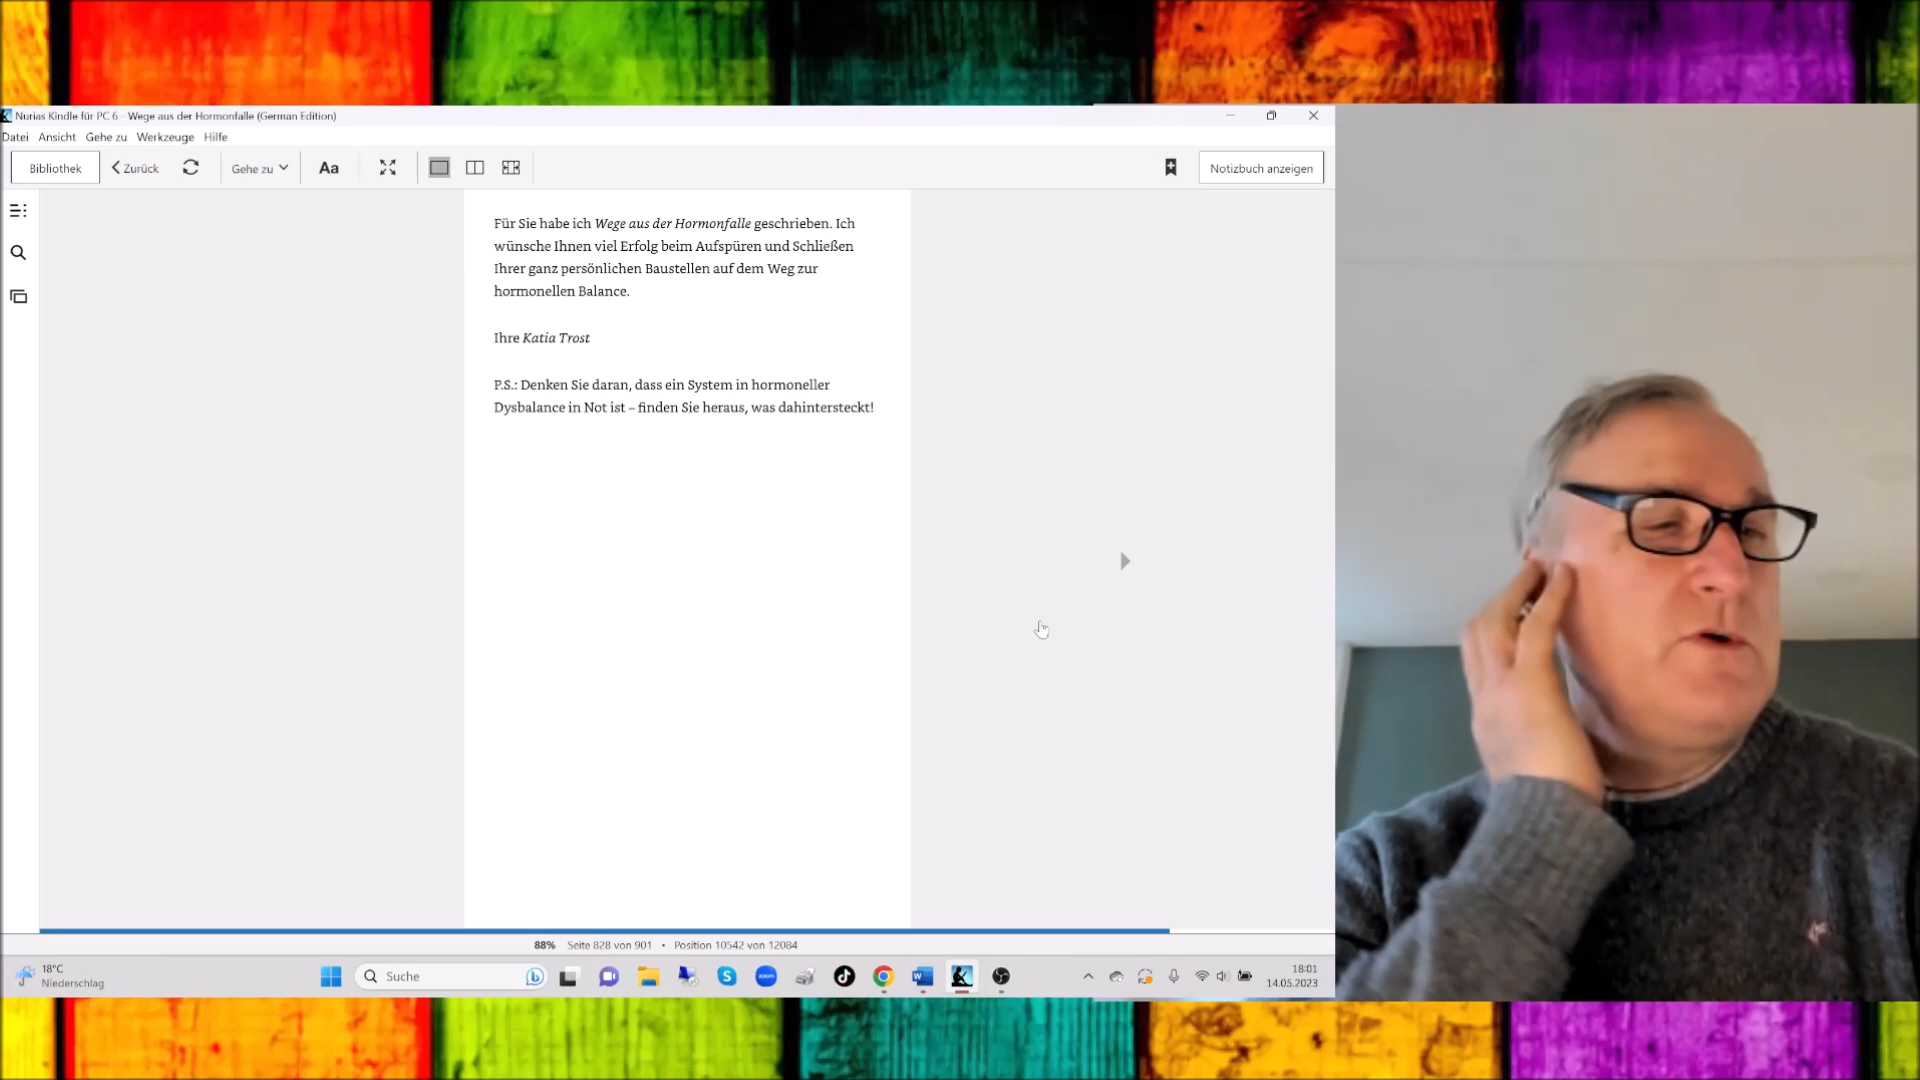 Nurias Kindle für PC 6 - Wege aus der Hormonfalle (German Edition)
Datei Ansicht Gehe zu Werkzeuge Hilfe
Bibliothek Zurück Gehe zu Aa Notizbuch anzeigen
Für Sie habe ich Wege aus der Hormonfalle geschrieben. Ich
wünsche Ihnen viel Erfolg beim Aufspüren und Schließen
Ihrer ganz persönlichen Baustellen auf dem Weg zur
hormonellen Balance.
Ihre Katia Trost
P.S.: Denken Sie daran, dass ein System in hormoneller
Dysbalance in Not ist – finden Sie heraus, was dahintersteckt!
88% Seite 828 von 901 • Position 10542 von 12084
18°C
Niederschlag
Suche
18:01
14.05.2023